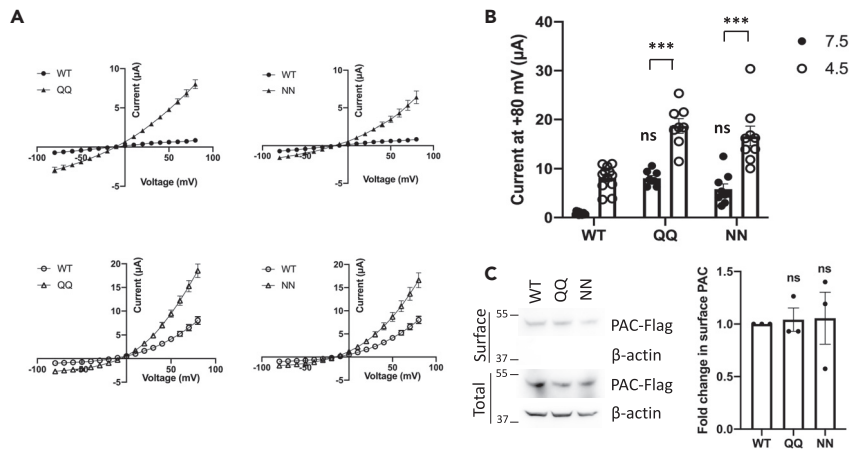 A
WT
QQ
Current (μA)
10
5
-100
-50
50
100
Voltage (mV)
-5
WT
NN
Current (μA)
10
5
-100
-50
50
100
Voltage (mV)
-5
WT
QQ
Current (μA)
20
15
10
5
-100
-50
50
100
Voltage (mV)
-5
WT
NN
Current (μA)
20
15
10
5
-100
-50
50
100
Voltage (mV)
-5
B
Current at +80 mV (μA)
40
30
20
10
0
ns
***
ns
***
WT
QQ
NN
7.5
4.5
C
WT
QQ
NN
Surface
55
PAC-Flag
37
β-actin
Total
55
PAC-Flag
37
β-actin
Fold change in surface PAC
1.5
1.0
0.5
0.0
ns
ns
WT
QQ
NN